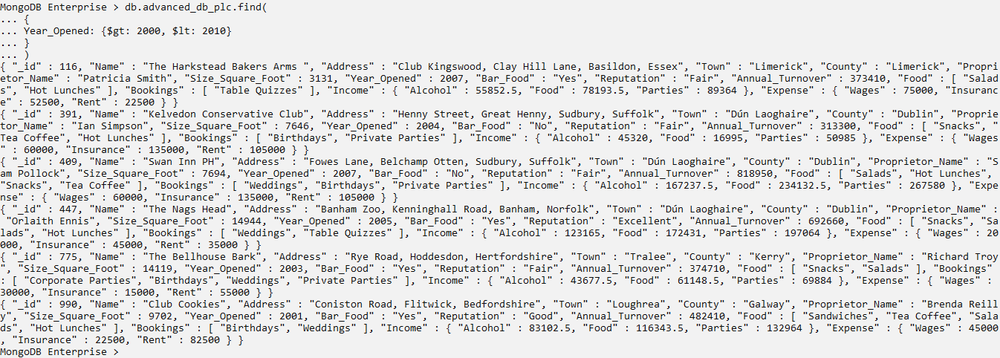 MongoDB Enterprise > db.advanced_db_plc.find(
... {
... Year_Opened: {$gt: 2000, $lt: 2010}
... }
... )
{ "_id" : 116, "Name" : "The Harkstead Bakers Arms ", "Address" : "Club Kingswood, Clay Hill Lane, Basildon, Essex", "Town" : "Limerick", "County" : "Limerick", "Propri
etor_Name" : "Patricia Smith", "Size_Square_Foot" : 3131, "Year_Opened" : 2007, "Bar_Food" : "Yes", "Reputation" : "Fair", "Annual_Turnover" : 373410, "Food" : [ "Salad
s", "Hot Lunches" ], "Bookings" : [ "Table Quizzes" ], "Income" : { "Alcohol" : 55852.5, "Food" : 78193.5, "Parties" : 89364 }, "Expense" : { "Wages" : 75000, "Insuranc
e" : 52500, "Rent" : 22500 } }
{ "_id" : 391, "Name" : "Kelvedon Conservative Club", "Address" : "Henny Street, Great Henny, Sudbury, Suffolk", "Town" : "Dún Laoghaire", "County" : "Dublin", "Proprie
tor_Name" : "Ian Simpson", "Size_Square_Foot" : 7646, "Year_Opened" : 2004, "Bar_Food" : "No", "Reputation" : "Fair", "Annual_Turnover" : 313300, "Food" : [ "Snacks", "
Tea Coffee", "Hot Lunches" ], "Bookings" : [ "Birthdays", "Private Parties" ], "Income" : { "Alcohol" : 45320, "Food" : 16995, "Parties" : 50985 }, "Expense" : { "Wages
" : 60000, "Insurance" : 135000, "Rent" : 105000 } }
{ "_id" : 409, "Name" : "Swan Inn PH", "Address" : "Fowes Lane, Belchamp Otten, Sudbury, Suffolk", "Town" : "Dún Laoghaire", "County" : "Dublin", "Proprietor_Name" : "S
am Pollock", "Size_Square_Foot" : 7694, "Year_Opened" : 2007, "Bar_Food" : "No", "Reputation" : "Fair", "Annual_Turnover" : 818950, "Food" : [ "Salads", "Hot Lunches",
"Snacks", "Tea Coffee" ], "Bookings" : [ "Weddings", "Birthdays", "Private Parties" ], "Income" : { "Alcohol" : 167237.5, "Food" : 234132.5, "Parties" : 267580 }, "Expe
nse" : { "Wages" : 60000, "Insurance" : 135000, "Rent" : 105000 } }
{ "_id" : 447, "Name" : "The Nags Head", "Address" : "Banham Zoo, Kenninghall Road, Banham, Norfolk", "Town" : "Dún Laoghaire", "County" : "Dublin", "Proprietor_Name" :
"Orlaith Ennis", "Size_Square_Foot" : 14944, "Year_Opened" : 2005, "Bar_Food" : "Yes", "Reputation" : "Excellent", "Annual_Turnover" : 692660, "Food" : [ "Snacks", "Sa
lads", "Hot Lunches" ], "Bookings" : [ "Weddings", "Table Quizzes" ], "Income" : { "Alcohol" : 123165, "Food" : 172431, "Parties" : 197064 }, "Expense" : { "Wages" : 20
000, "Insurance" : 45000, "Rent" : 35000 } }
{ "_id" : 775, "Name" : "The Bellhouse Bark", "Address" : "Rye Road, Hoddesdon, Hertfordshire", "Town" : "Tralee", "County" : "Kerry", "Proprietor_Name" : "Richard Troy
", "Size_Square_Foot" : 14119, "Year_Opened" : 2003, "Bar_Food" : "Yes", "Reputation" : "Fair", "Annual_Turnover" : 374710, "Food" : [ "Snacks", "Salads" ], "Bookings"
: [ "Corporate Parties", "Birthdays", "Weddings", "Private Parties" ], "Income" : { "Alcohol" : 43677.5, "Food" : 61148.5, "Parties" : 69884 }, "Expense" : { "Wages" :
30000, "Insurance" : 15000, "Rent" : 55000 } }
{ "_id" : 990, "Name" : "Club Cookies", "Address" : "Coniston Road, Flitwick, Bedfordshire", "Town" : "Loughrea", "County" : "Galway", "Proprietor_Name" : "Brenda Reill
y", "Size_Square_Foot" : 9702, "Year_Opened" : 2001, "Bar_Food" : "Yes", "Reputation" : "Good", "Annual_Turnover" : 482410, "Food" : [ "Sandwiches", "Tea Coffee", "Sala
ds", "Hot Lunches" ], "Bookings" : [ "Birthdays", "Weddings" ], "Income" : { "Alcohol" : 83102.5, "Food" : 116343.5, "Parties" : 132964 }, "Expense" : { "Wages" : 45000
, "Insurance" : 22500, "Rent" : 82500 } }
MongoDB Enterprise >